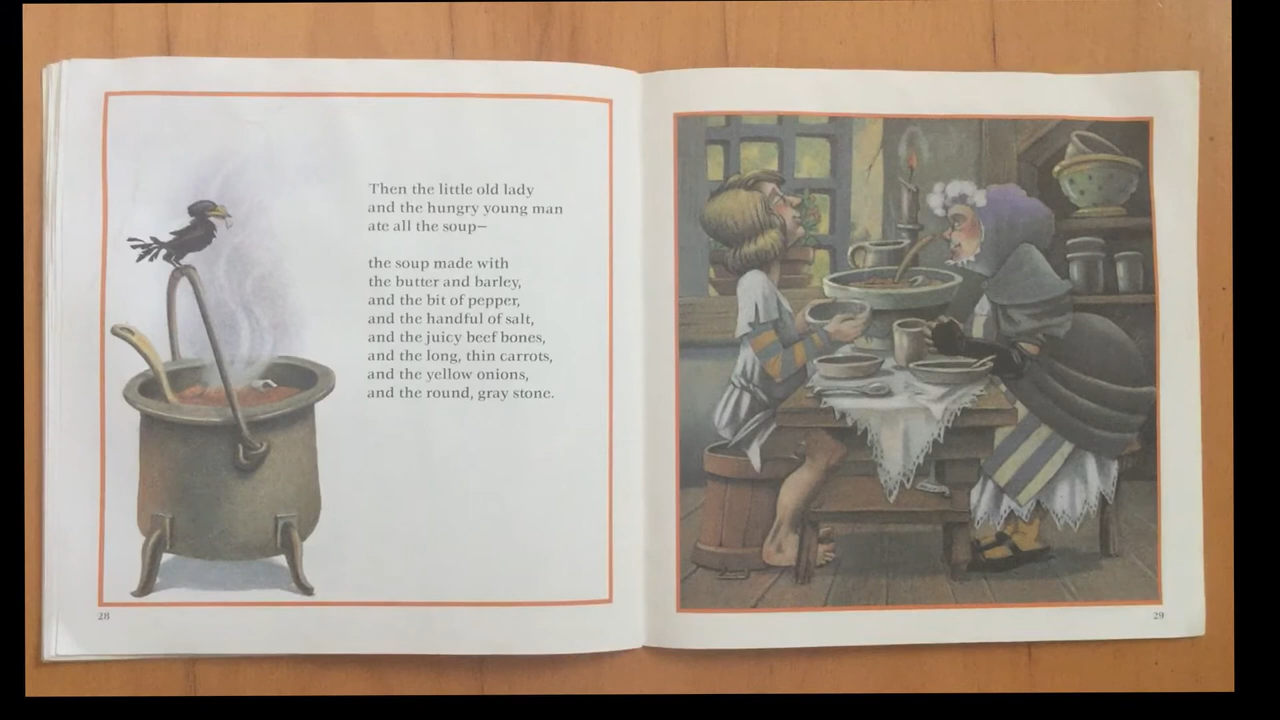 Then the little old lady
and the hungry young man
ate all the soup—
the soup made with
the butter and barley,
and the bit of pepper,
and the handful of salt,
and the juicy beef bones,
and the long, thin carrots,
and the yellow onions,
and the round, gray stone.
28
29